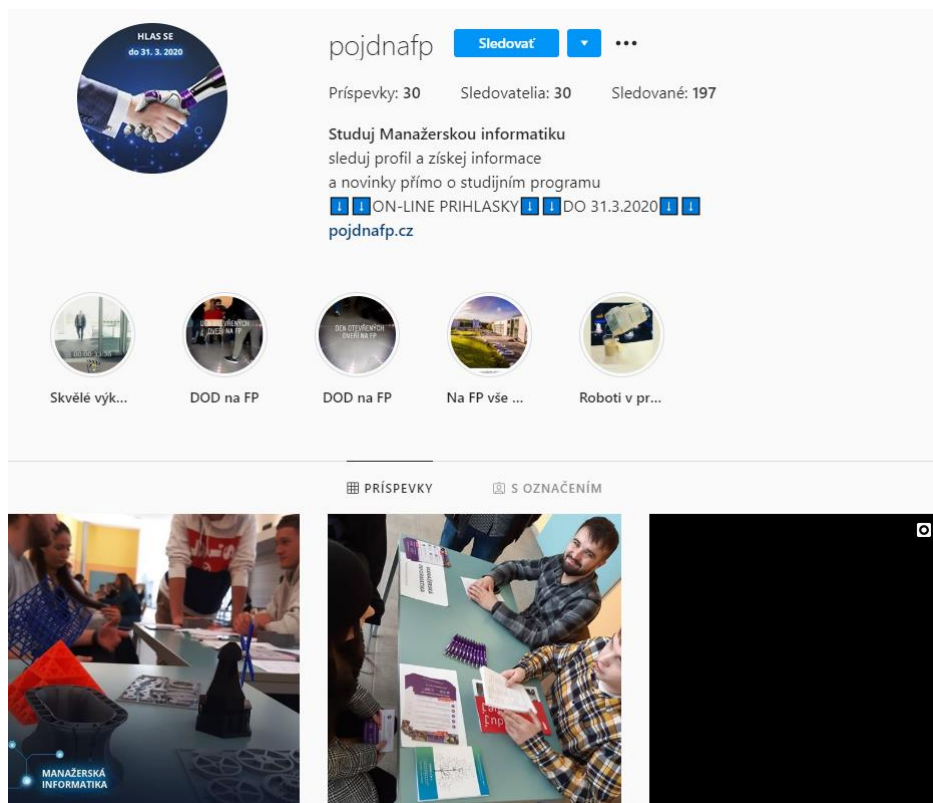 HLAS SE
do 31. 3. 2020
pojdnafp
Sledovať
Príspevky: 30
Sledovatelia: 30
Sledované: 197
Studuj Manažerskou informatiku
sleduj profil a získej informace
a novinky přímo o studijním programu
⬇️⬇️ON-LINE PRIHLASKY⬇️⬇️DO 31.3.2020⬇️⬇️
pojdnafp.cz
DEN OTEVŘENÝCH
DVEŘÍ NA FP
DEN OTEVŘENÝCH
DVEŘÍ NA FP
Skvělé výk...
DOD na FP
DOD na FP
Na FP vše ...
Roboti v pr...
PRÍSPEVKY
S OZNAČENÍM
MANAŽERSKÁ
INFORMATIKA
MANAŽERSKÁ
INFORMATIKA